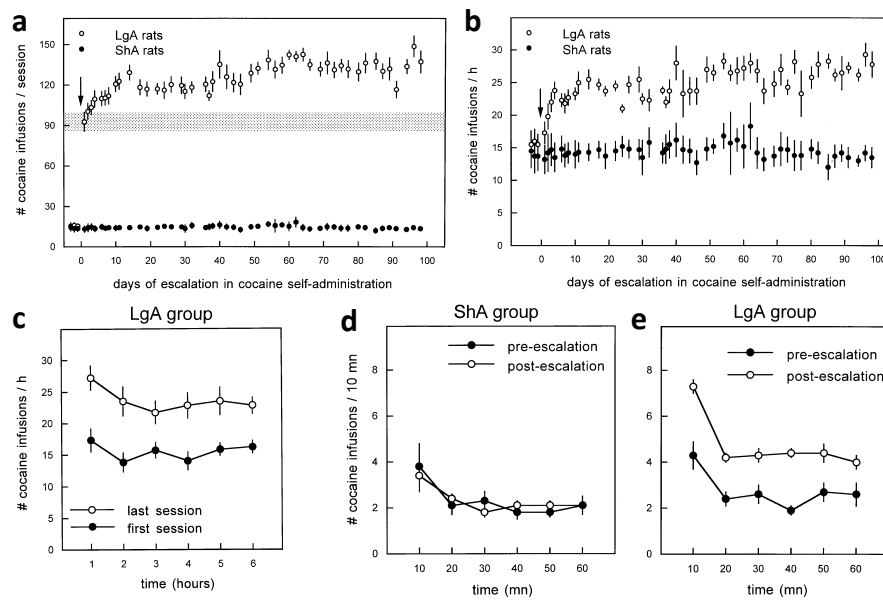 a
LgA rats
ShA rats
# cocaine infusions / session
150
120
90
60
30
0
0 10 20 30 40 50 60 70 80 90 100
days of escalation in cocaine self-administration
b
LgA rats
ShA rats
# cocaine infusions / h
30
25
20
15
10
5
0
0 10 20 30 40 50 60 70 80 90 100
days of escalation in cocaine self-administration
c
LgA group
# cocaine infusions / h
30
25
20
15
10
5
0
last session
first session
1 2 3 4 5 6
time (hours)
d
ShA group
pre-escalation
post-escalation
# cocaine infusions / 10 mn
8
6
4
2
0
10 20 30 40 50 60
time (mn)
e
LgA group
pre-escalation
post-escalation
8
6
4
2
0
10 20 30 40 50 60
time (mn)